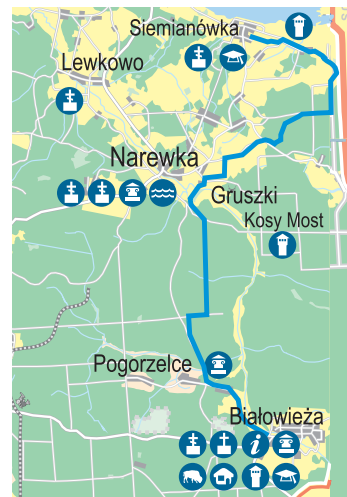 Siemianówka
Lewkowo
Narewka
Gruszki
Kosy Most
Pogorzelce
Białowieża
i